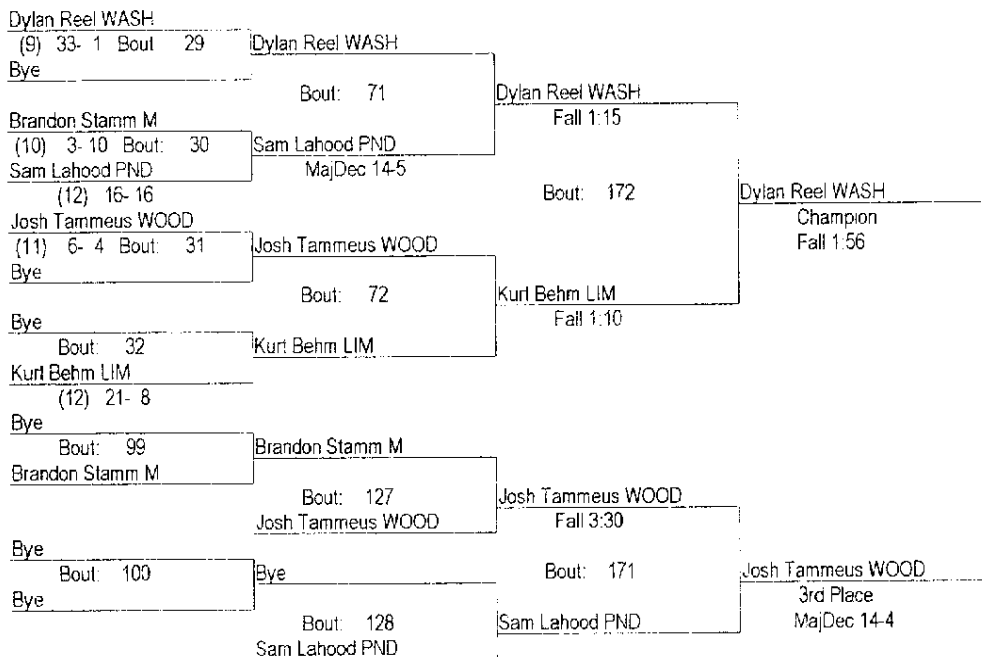 Dylan Reel WASH
(9) 33- 1 Bout 29
Bye
Dylan Reel WASH
Bout: 71
Brandon Stamm M
(10) 3- 10 Bout: 30
Sam Lahood PND
(12) 16- 16
Sam Lahood PND
MajDec 14-5
Dylan Reel WASH
Fall 1:15
Josh Tammeus WOOD
(11) 6- 4 Bout: 31
Bye
Josh Tammeus WOOD
Bout: 72
Bye
Bout: 32
Kurt Behm LIM
(12) 21- 8
Kurt Behm LIM
Kurt Behm LIM
Fall 1:10
Bout: 172
Dylan Reel WASH
Champion
Fall 1:56
Bye
Bout: 99
Brandon Stamm M
Brandon Stamm M
Bout: 127
Josh Tammeus WOOD
Josh Tammeus WOOD
Fall 3:30
Bye
Bout: 100
Bye
Bye
Bout: 128
Sam Lahood PND
Sam Lahood PND
Bout: 171
Josh Tammeus WOOD
3rd Place
MajDec 14-4